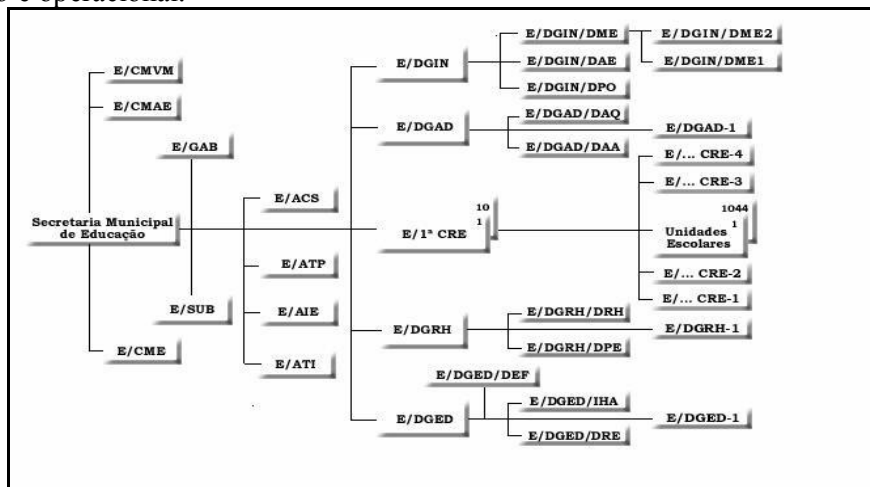 o e operacional.
E/CMVM
E/CMAE
E/GAB
Secretaria Municipal
de Educação
E/SUB
E/CME
E/ACS
E/ATP
E/AIE
E/ATI
E/DGIN
E/DGIN/DME
E/DGIN/DME2
E/DGIN/DAE
E/DGIN/DME1
E/DGIN/DPO
E/DGAD
E/DGAD/DAQ
E/DGAD-1
E/DGAD/DAA
E/1ª CRE
10
1
E/... CRE-4
E/... CRE-3
1044
1
Unidades
Escolares
E/... CRE-2
E/... CRE-1
E/DGRH
E/DGRH/DRH
E/DGRH-1
E/DGRH/DPE
E/DGED/DEF
E/DGED
E/DGED/IHA
E/DGED-1
E/DGED/DRE